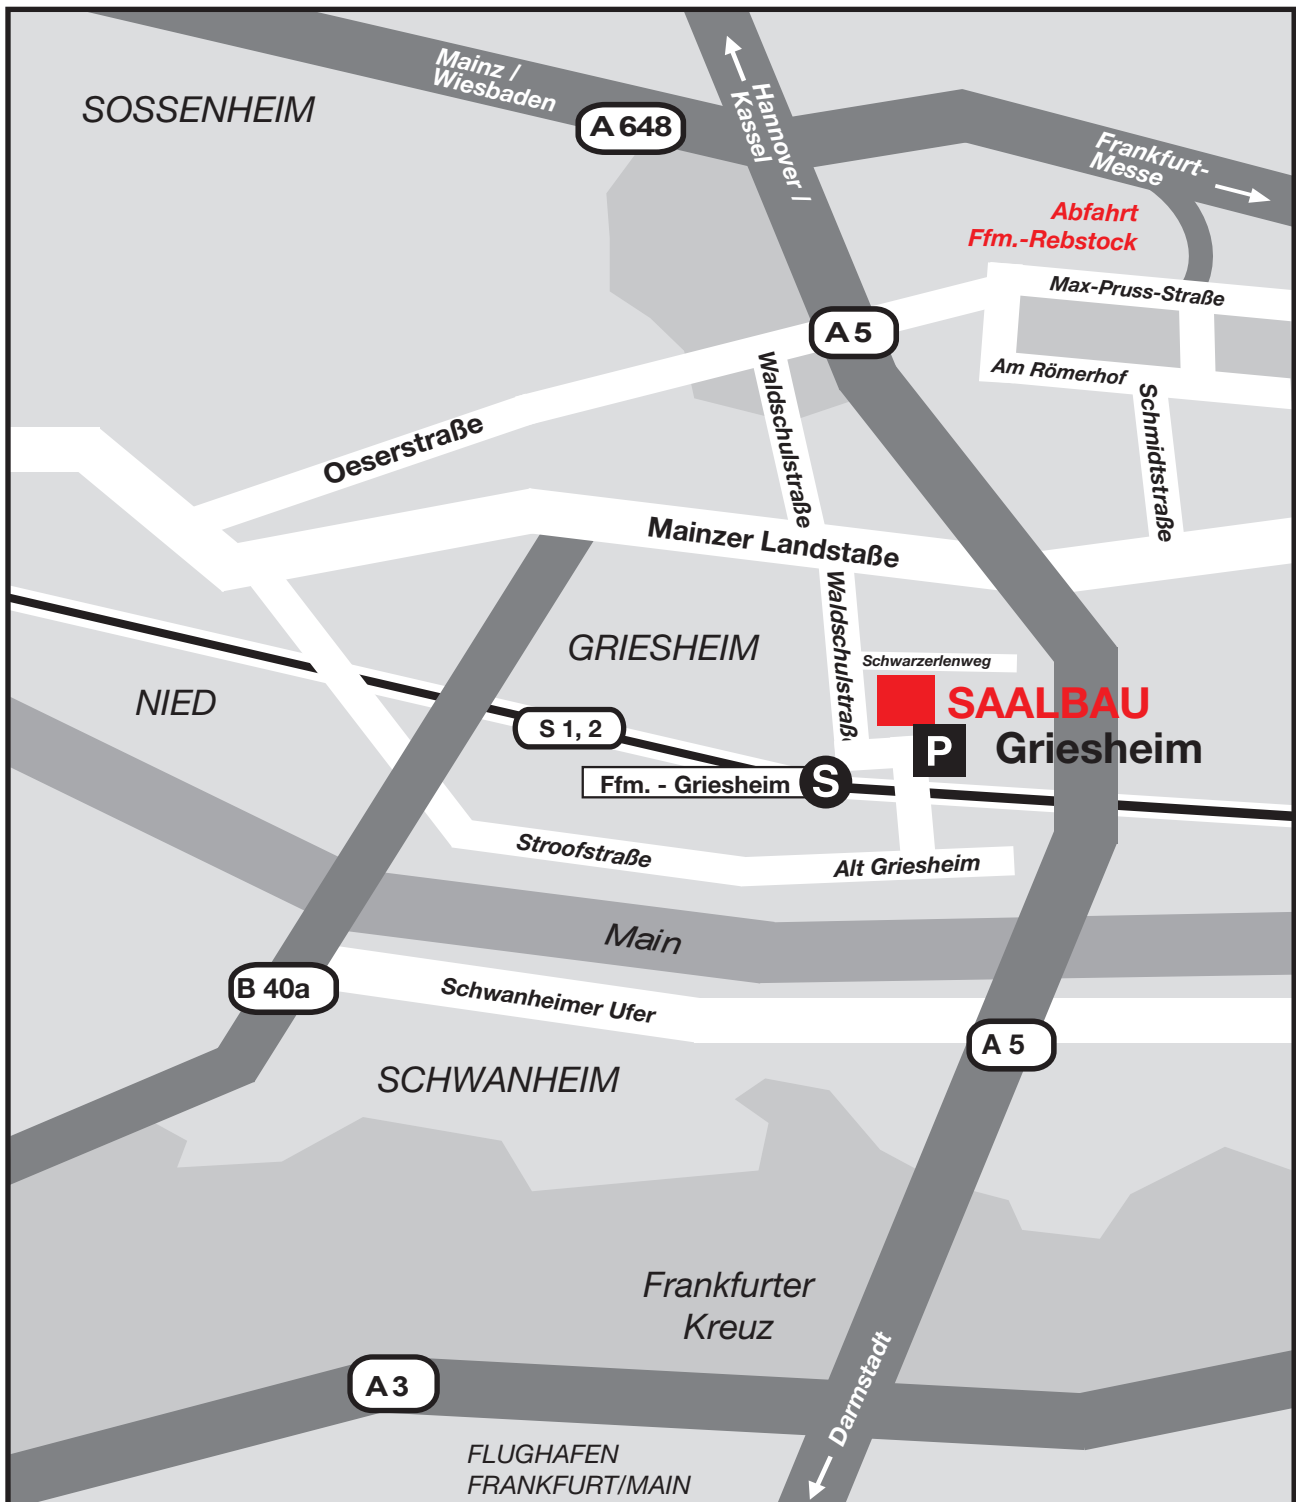 Mainz /
Wiesbaden
SOSSENHEIM
A 648
Hannover /
Kassel
Frankfurt-
Messe
Abfahrt
Ffm.-Rebstock
Max-Pruss-Straße
A 5
Am Römerhof
Waldschulstraße
Schmidtstraße
Oeserstraße
Mainzer Landstaße
Waldschulstraße
GRIESHEIM
Schwarzerlenweg
NIED
SAALBAU
Griesheim
P
S 1, 2
Ffm. - Griesheim
S
Stroofstraße
Alt Griesheim
Main
B 40a
Schwanheimer Ufer
A 5
SCHWANHEIM
Frankfurter
Kreuz
A 3
Darmstadt
FLUGHAFEN
FRANKFURT/MAIN